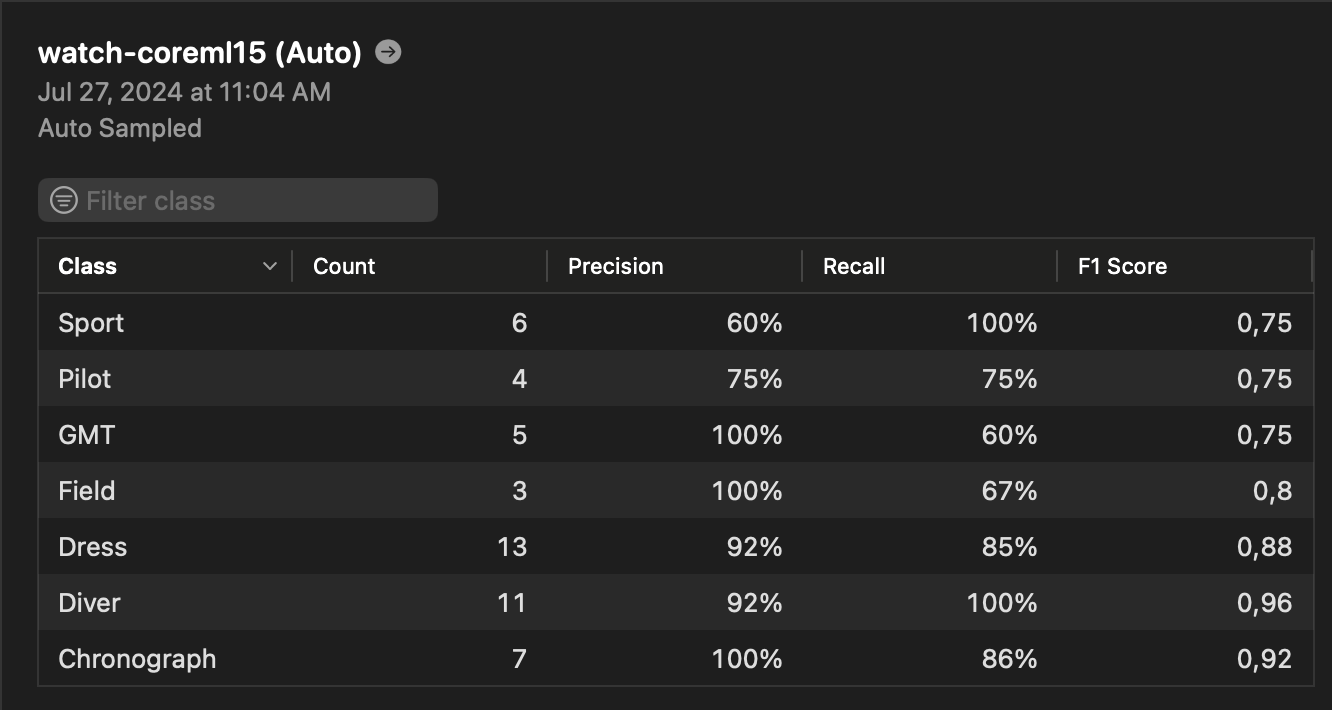 watch-coreml15 (Auto)
Jul 27, 2024 at 11:04 AM
Auto Sampled
Filter class
Class Count Precision Recall F1 Score
Sport 6 60% 100% 0,75
Pilot 4 75% 75% 0,75
GMT 5 100% 60% 0,75
Field 3 100% 67% 0,8
Dress 13 92% 85% 0,88
Diver 11 92% 100% 0,96
Chronograph 7 100% 86% 0,92